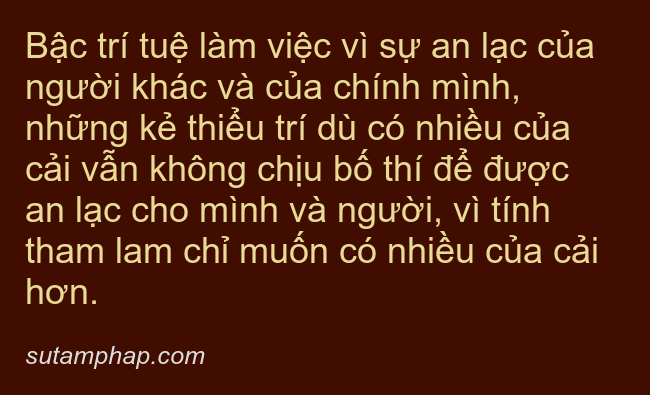 Bậc trí tuệ làm việc vì sự an lạc của
người khác và của chính mình,
những kẻ thiểu trí dù có nhiều của
cải vẫn không chịu bố thí để được
an lạc cho mình và người, vì tính
tham lam chỉ muốn có nhiều của cải
hơn.
sutamphap.com